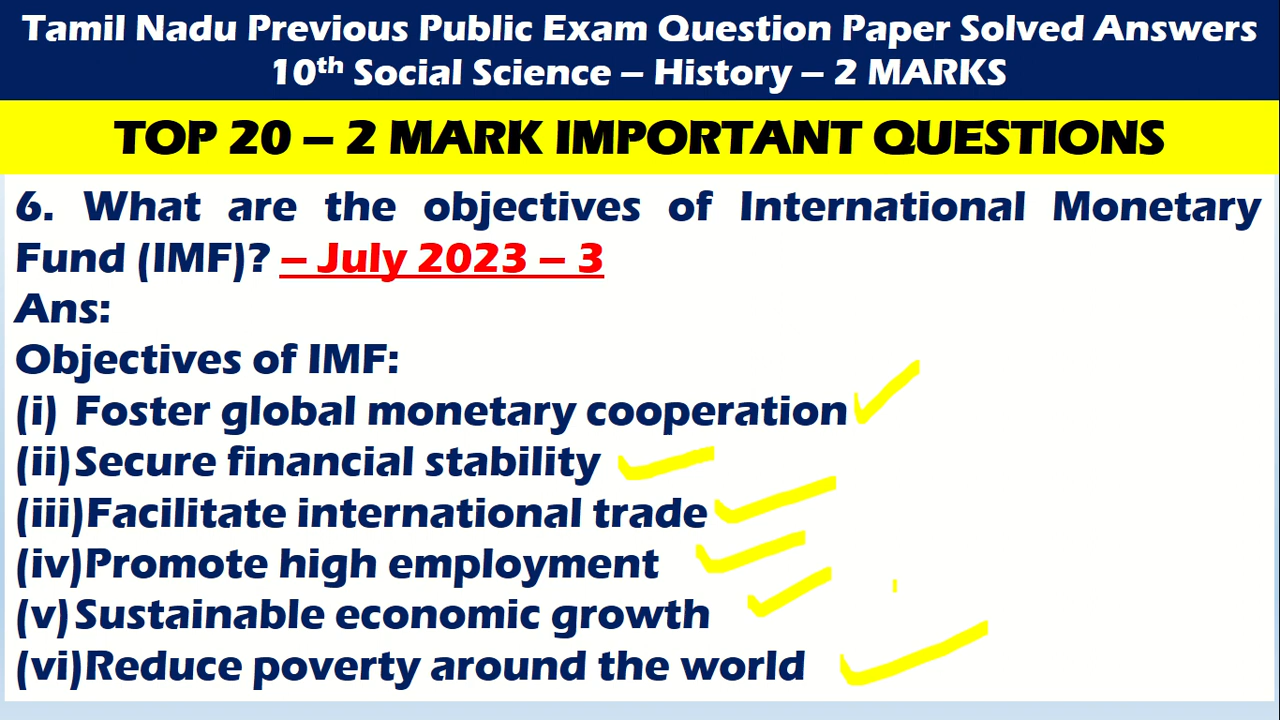 Tamil Nadu Previous Public Exam Question Paper Solved Answers
10th Social Science – History – 2 MARKS
TOP 20 – 2 MARK IMPORTANT QUESTIONS
6. What are the objectives of International Monetary
Fund (IMF)? – July 2023 – 3
Ans:
Objectives of IMF:
(i) Foster global monetary cooperation
(ii)Secure financial stability
(iii)Facilitate international trade
(iv)Promote high employment
(v)Sustainable economic growth
(vi)Reduce poverty around the world